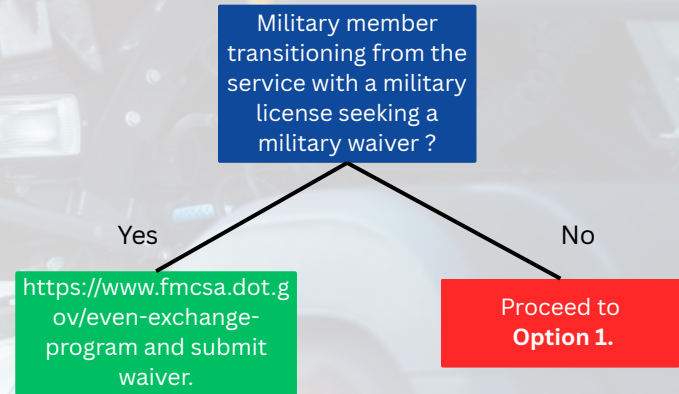 Military member
transitioning from the
service with a military
license seeking a
military waiver ?
Yes
No
https://www.fmcsa.dot.g
ov/even-exchange-
program and submit
waiver.
Proceed to
Option 1.